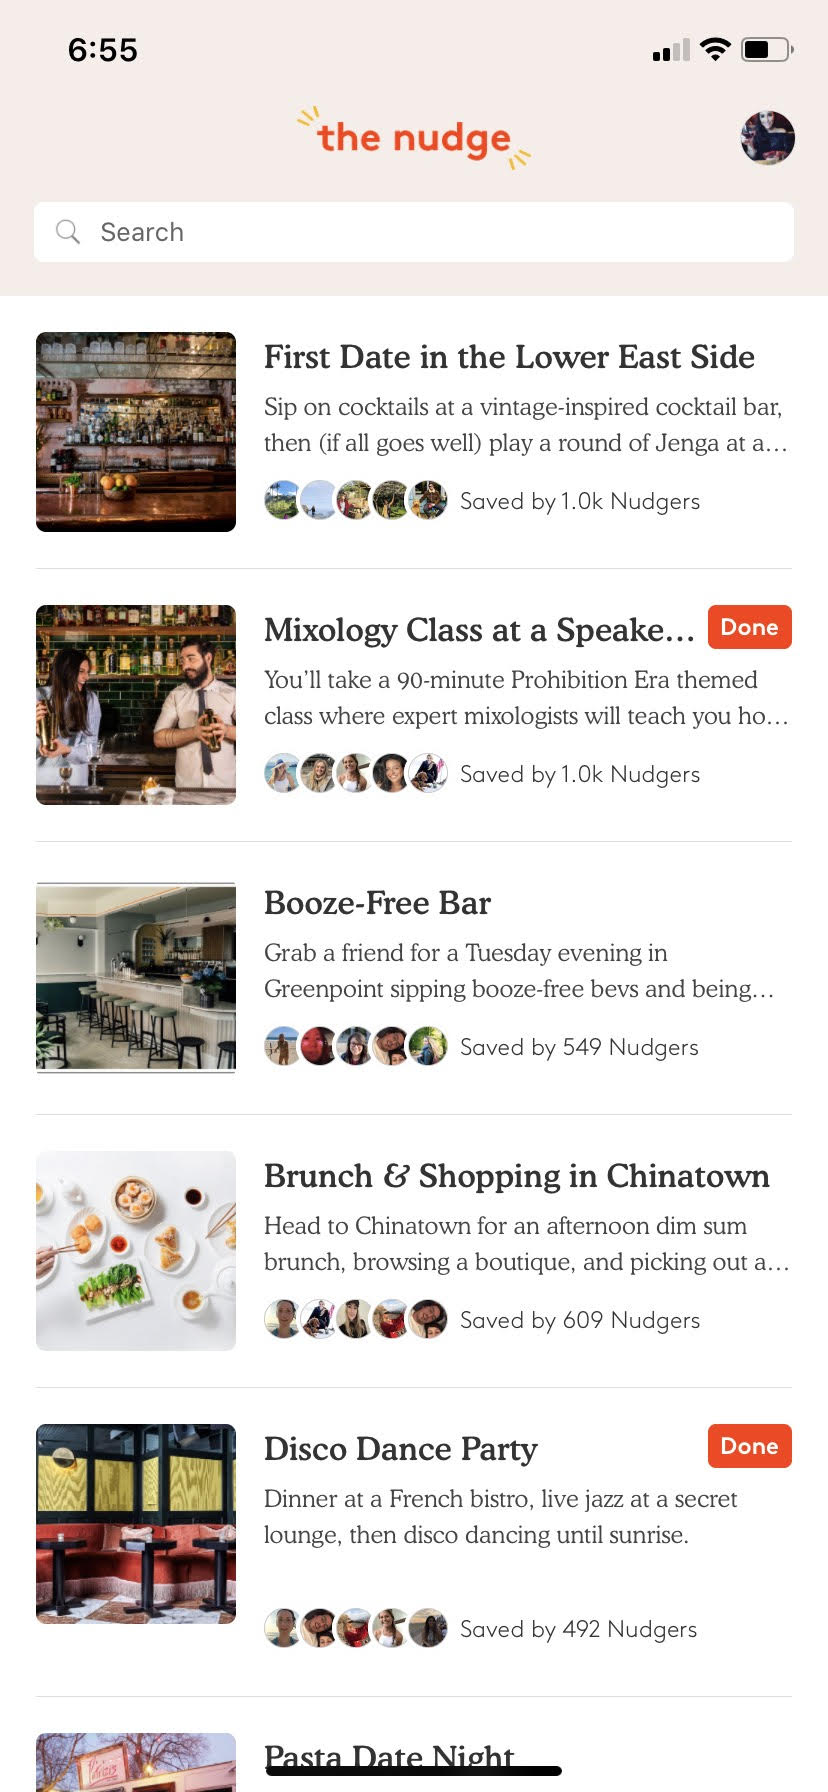 6:55
the nudge
Search
First Date in the Lower East Side
Sip on cocktails at a vintage-inspired cocktail bar,
then (if all goes well) play a round of Jenga at a…
Saved by 1.0k Nudgers
Mixology Class at a Speake…
Done
You’ll take a 90-minute Prohibition Era themed
class where expert mixologists will teach you ho…
Saved by 1.0k Nudgers
Booze-Free Bar
Grab a friend for a Tuesday evening in
Greenpoint sipping booze-free bevs and being…
Saved by 549 Nudgers
Brunch & Shopping in Chinatown
Head to Chinatown for an afternoon dim sum
brunch, browsing a boutique, and picking out a…
Saved by 609 Nudgers
Disco Dance Party
Done
Dinner at a French bistro, live jazz at a secret
lounge, then disco dancing until sunrise.
Saved by 492 Nudgers
Pasta Date Night